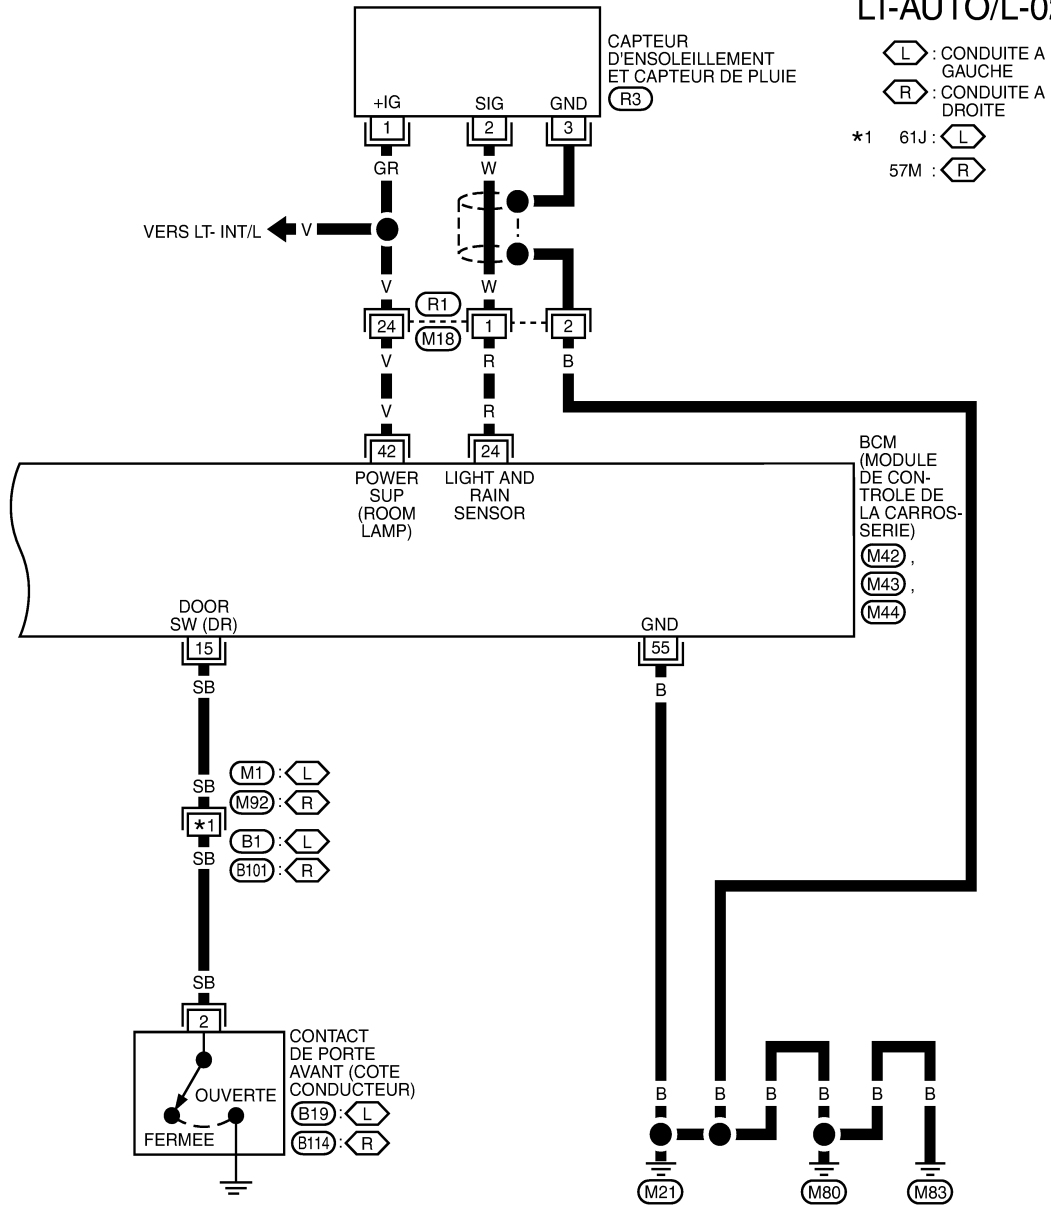 LT-AUTO/L-02
CAPTEUR
D'ENSOLEILLEMENT
ET CAPTEUR DE PLUIE
R3
L : CONDUITE A
GAUCHE
R : CONDUITE A
DROITE
*1 61J : L
57M : R
+IG SIG GND
1 2 3
GR W
VERS LT- INT/L V
V W
R1
24 1 2
M18
V R B
V R
42 24
POWER
SUP
(ROOM
LAMP)
LIGHT AND
RAIN
SENSOR
BCM
(MODULE
DE CON-
TROLE DE
LA CARROS-
SERIE)
M42 ,
M43 ,
M44
DOOR
SW (DR)
GND
15 55
SB B
SB
M1 : L
M92 : R
*1
B1 : L
B101 : R
SB
SB
2
CONTACT
DE PORTE
AVANT (COTE
CONDUCTEUR)
B19 : L
B114 : R
OUVERTE
FERMEE
B B B B B B
M21 M80 M83